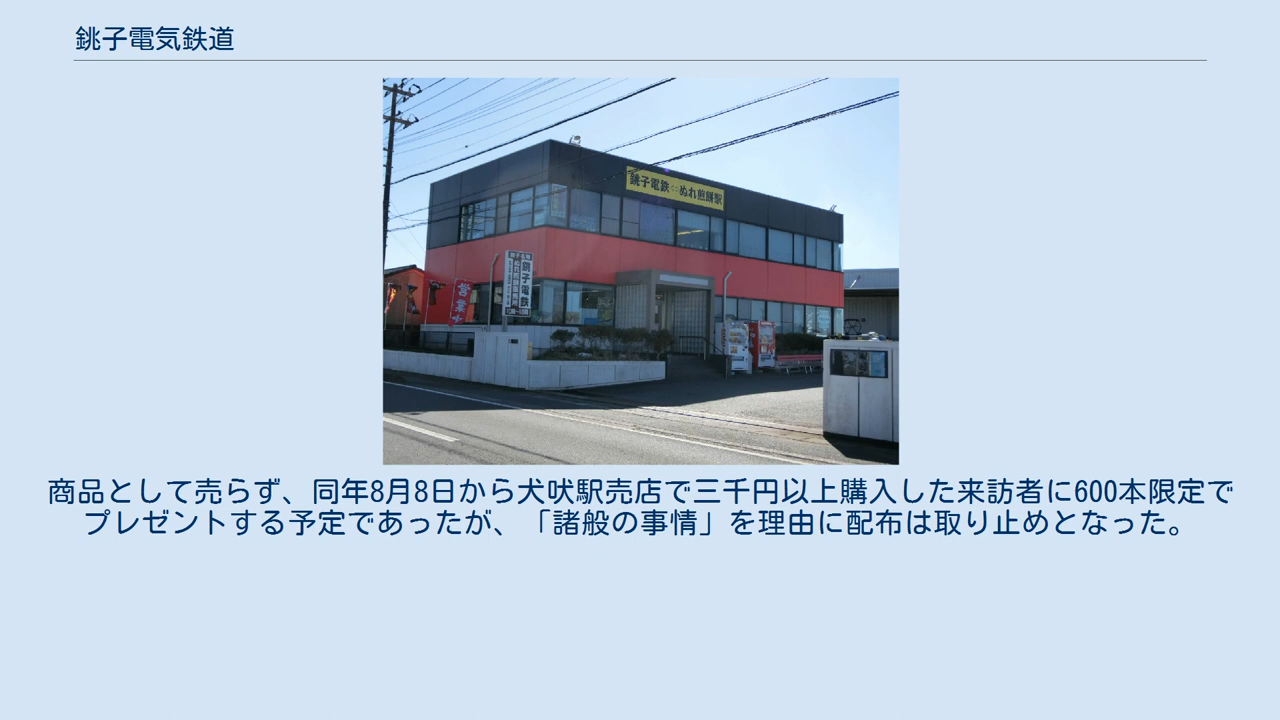 銚子電気鉄道
銚子電鉄
ぬれ煎餅駅
銚子電鉄
営業中
商品として売らず、同年8月8日から犬吠駅売店で三千円以上購入した来訪者に600本限定で
プレゼントする予定であったが、「諸般の事情」を理由に配布は取り止めとなった。